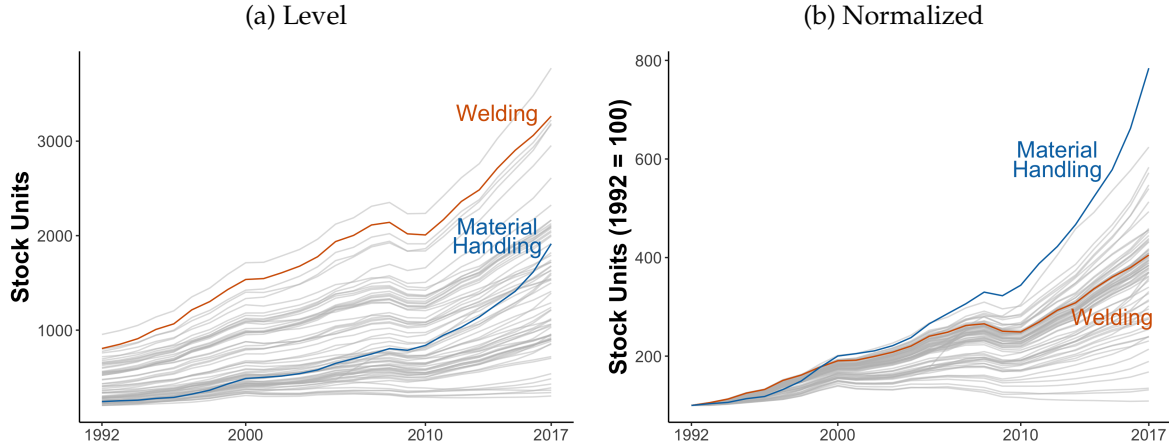 (a) Level
Stock Units
3000
2000
1000
Welding
Material
Handling
1992
2000
2010
2017
(b) Normalized
Stock Units (1992 = 100)
800
600
400
200
Material
Handling
Welding
1992
2000
2010
2017